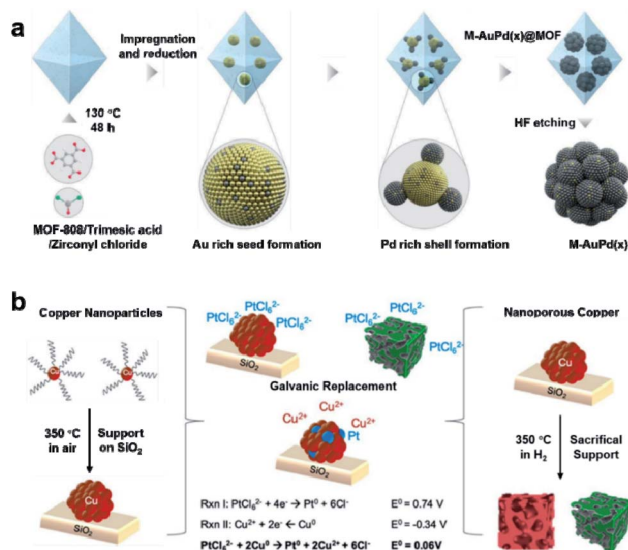 a
Impregnation
and reduction
M-AuPd(x)@MOF
130 °C
48 h
HF etching
MOF-808/Trimesic acid
/Zirconyl chloride
Au rich seed formation
Pd rich shell formation
M-AuPd(x)
b
Copper Nanoparticles
PtCl₆²⁻
PtCl₆²⁻
PtCl₆²⁻
PtCl₆²⁻
PtCl₆²⁻
Nanoporous Copper
SiO₂
Cu
Cu
Galvanic Replacement
Cu
SiO₂
Cu²⁺
Cu²⁺
Cu²⁺
Pt
SiO₂
350 °C
in air
Support
on SiO₂
350 °C
in H₂
Sacrifical
Support
Cu
SiO₂
Rxn I: PtCl₆²⁻ + 4e⁻ → Pt⁰ + 6Cl⁻ E⁰ = 0.74 V
Rxn II: Cu²⁺ + 2e⁻ ← Cu⁰ E⁰ = -0.34 V
PtCl₆²⁻ + 2Cu⁰ → Pt⁰ + 2Cu²⁺ + 6Cl⁻ E⁰ = 0.06V